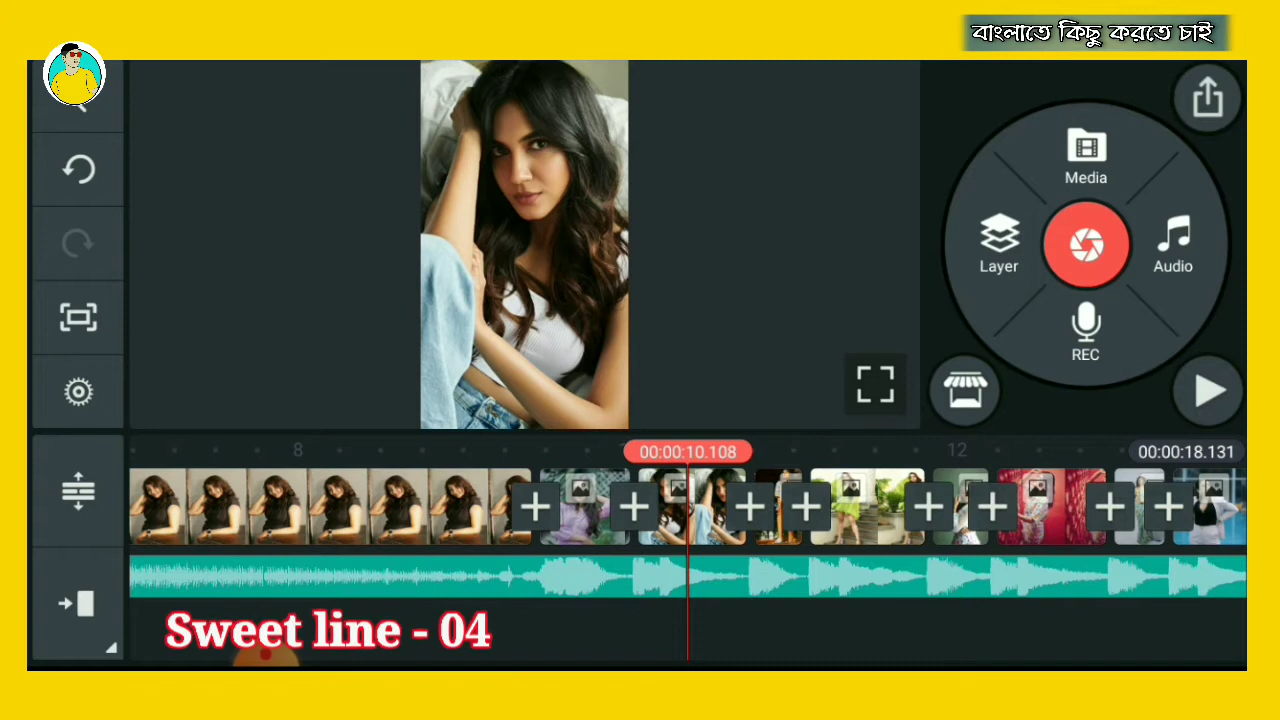 বাংলাতে কিছু করতে চাই
Media
Layer
Audio
REC
8
00:00:10.108
12
00:00:18.131
Sweet line - 04